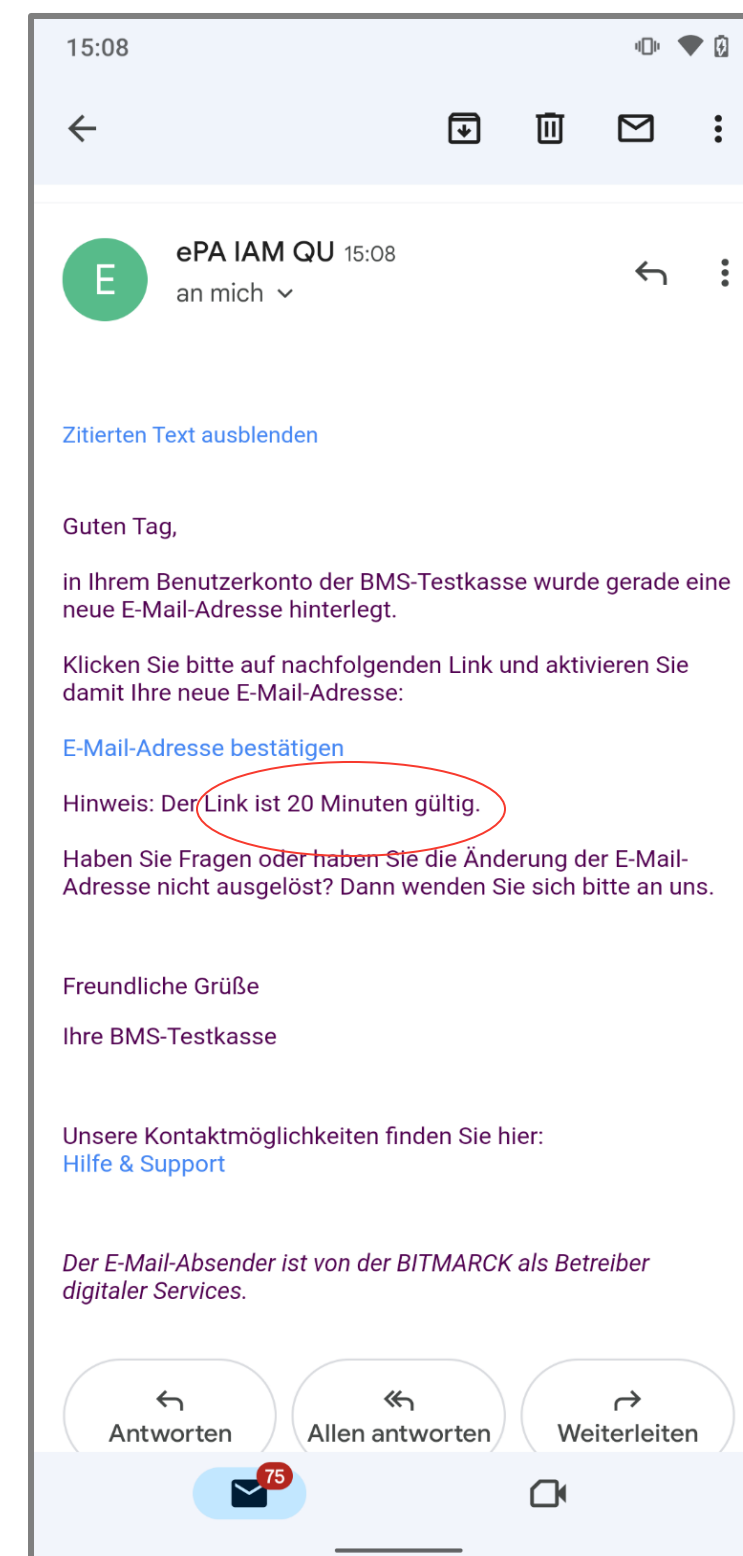 15:08
E
ePA IAM QU 15:08
an mich
Zitierten Text ausblenden
Guten Tag,
in Ihrem Benutzerkonto der BMS-Testkasse wurde gerade eine
neue E-Mail-Adresse hinterlegt.
Klicken Sie bitte auf nachfolgenden Link und aktivieren Sie
damit Ihre neue E-Mail-Adresse:
E-Mail-Adresse bestätigen
Hinweis: Der Link ist 20 Minuten gültig.
Haben Sie Fragen oder haben Sie die Änderung der E-Mail-
Adresse nicht ausgelöst? Dann wenden Sie sich bitte an uns.
Freundliche Grüße
Ihre BMS-Testkasse
Unsere Kontaktmöglichkeiten finden Sie hier:
Hilfe & Support
Der E-Mail-Absender ist von der BITMARCK als Betreiber
digitaler Services.
Antworten Allen antworten Weiterleiten
75